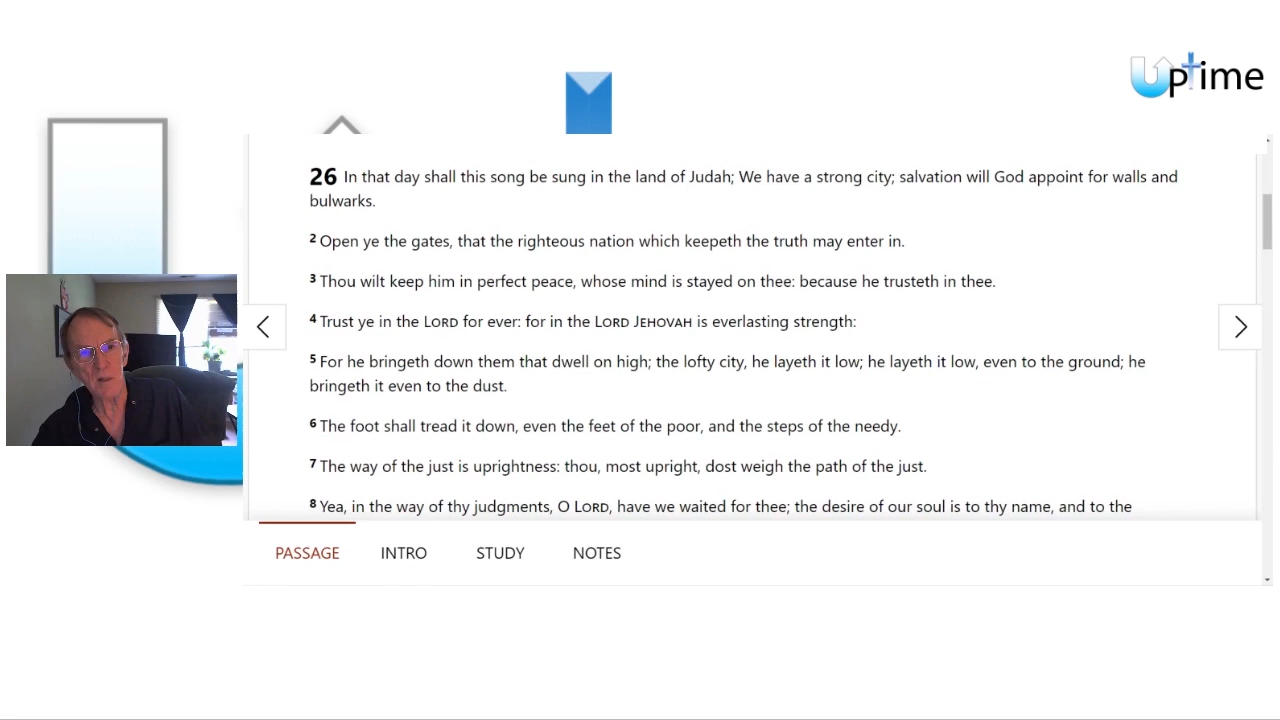 Uptime
26 In that day shall this song be sung in the land of Judah; We have a strong city; salvation will God appoint for walls and
bulwarks.
2 Open ye the gates, that the righteous nation which keepeth the truth may enter in.
3 Thou wilt keep him in perfect peace, whose mind is stayed on thee: because he trusteth in thee.
4 Trust ye in the LORD for ever: for in the LORD JEHOVAH is everlasting strength:
5 For he bringeth down them that dwell on high; the lofty city, he layeth it low; he layeth it low, even to the ground; he
bringeth it even to the dust.
6 The foot shall tread it down, even the feet of the poor, and the steps of the needy.
7 The way of the just is uprightness: thou, most upright, dost weigh the path of the just.
8 Yea, in the way of thy judgments, O LORD, have we waited for thee; the desire of our soul is to thy name, and to the
PASSAGE INTRO STUDY NOTES